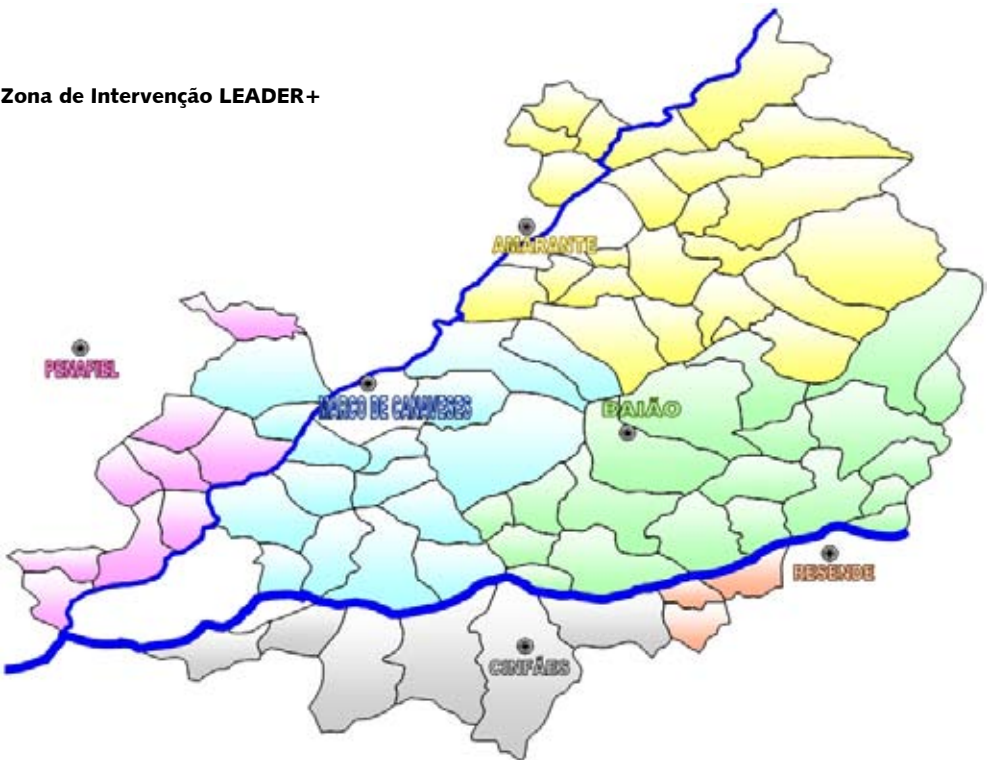 Zona de Intervenção LEADER+
AMARANTE
PENAFIEL
MARCO DE CANAVESES
BAIÃO
RESENDE
CINFÃES